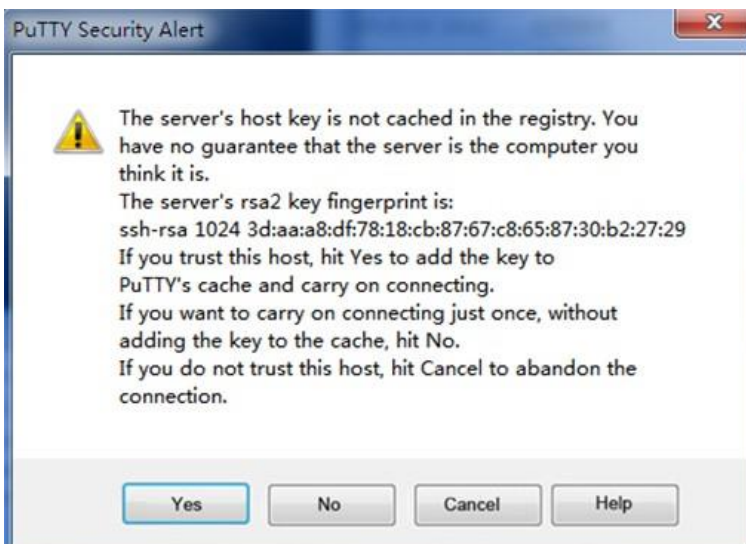 PuTTY Security Alert
The server's host key is not cached in the registry. You
have no guarantee that the server is the computer you
think it is.
The server's rsa2 key fingerprint is:
ssh-rsa 1024 3d:aa:a8:df:78:18:cb:87:67:c8:65:87:30:b2:27:29
If you trust this host, hit Yes to add the key to
PuTTY's cache and carry on connecting.
If you want to carry on connecting just once, without
adding the key to the cache, hit No.
If you do not trust this host, hit Cancel to abandon the
connection.
Yes No Cancel Help